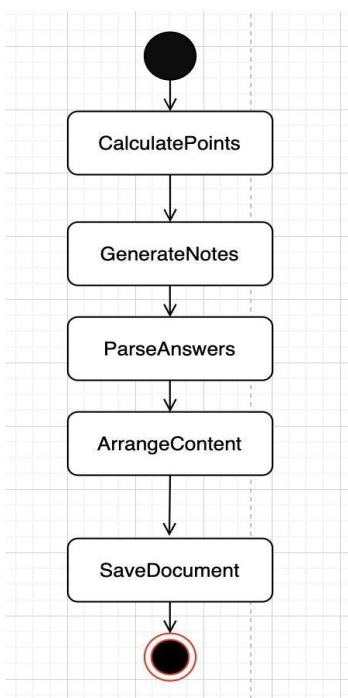 CalculatePoints
GenerateNotes
ParseAnswers
ArrangeContent
SaveDocument